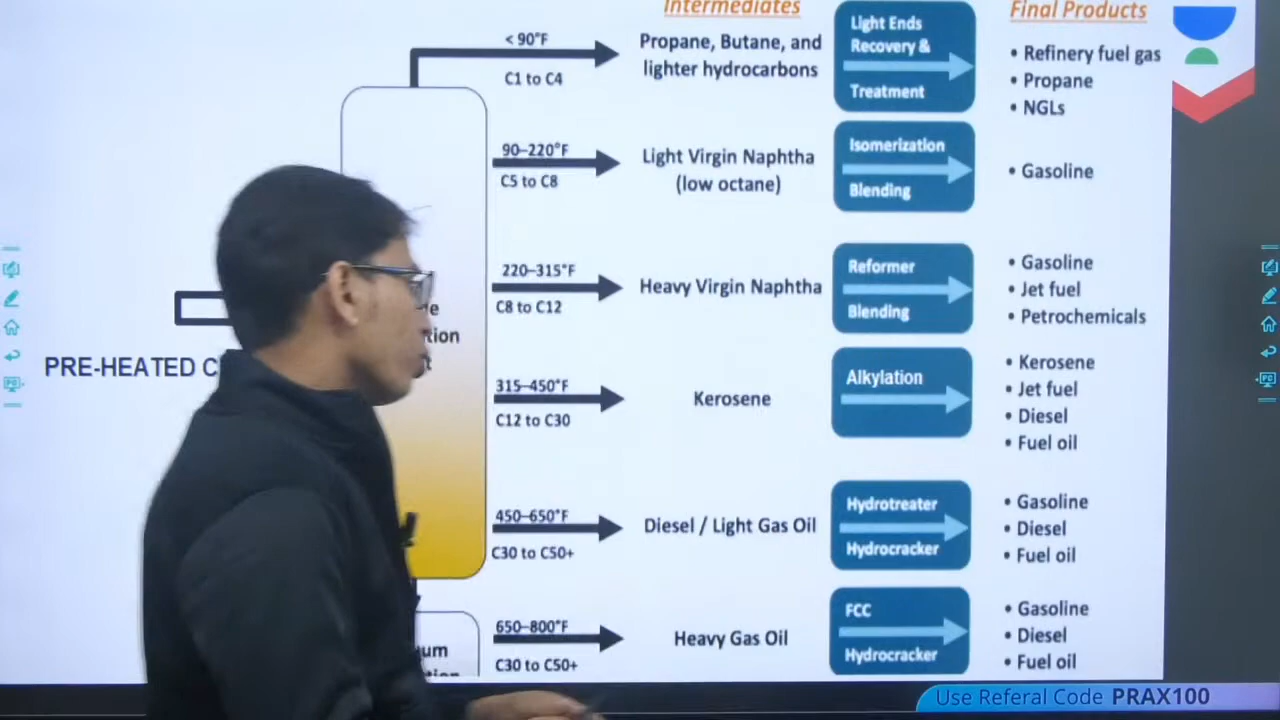 Intermediates
Final Products
< 90°F
C1 to C4
Propane, Butane, and
lighter hydrocarbons
Light Ends
Recovery &
Treatment
• Refinery fuel gas
• Propane
• NGLs
90–220°F
C5 to C8
Light Virgin Naphtha
(low octane)
Isomerization
Blending
• Gasoline
220–315°F
C8 to C12
Heavy Virgin Naphtha
Reformer
Blending
• Gasoline
• Jet fuel
• Petrochemicals
PRE-HEATED
315–450°F
C12 to C30
Kerosene
Alkylation
• Kerosene
• Jet fuel
• Diesel
• Fuel oil
450–650°F
C30 to C50+
Diesel / Light Gas Oil
Hydrotreater
Hydrocracker
• Gasoline
• Diesel
• Fuel oil
650–800°F
C30 to C50+
Heavy Gas Oil
FCC
Hydrocracker
• Gasoline
• Diesel
• Fuel oil
Use Referal Code PRAX100